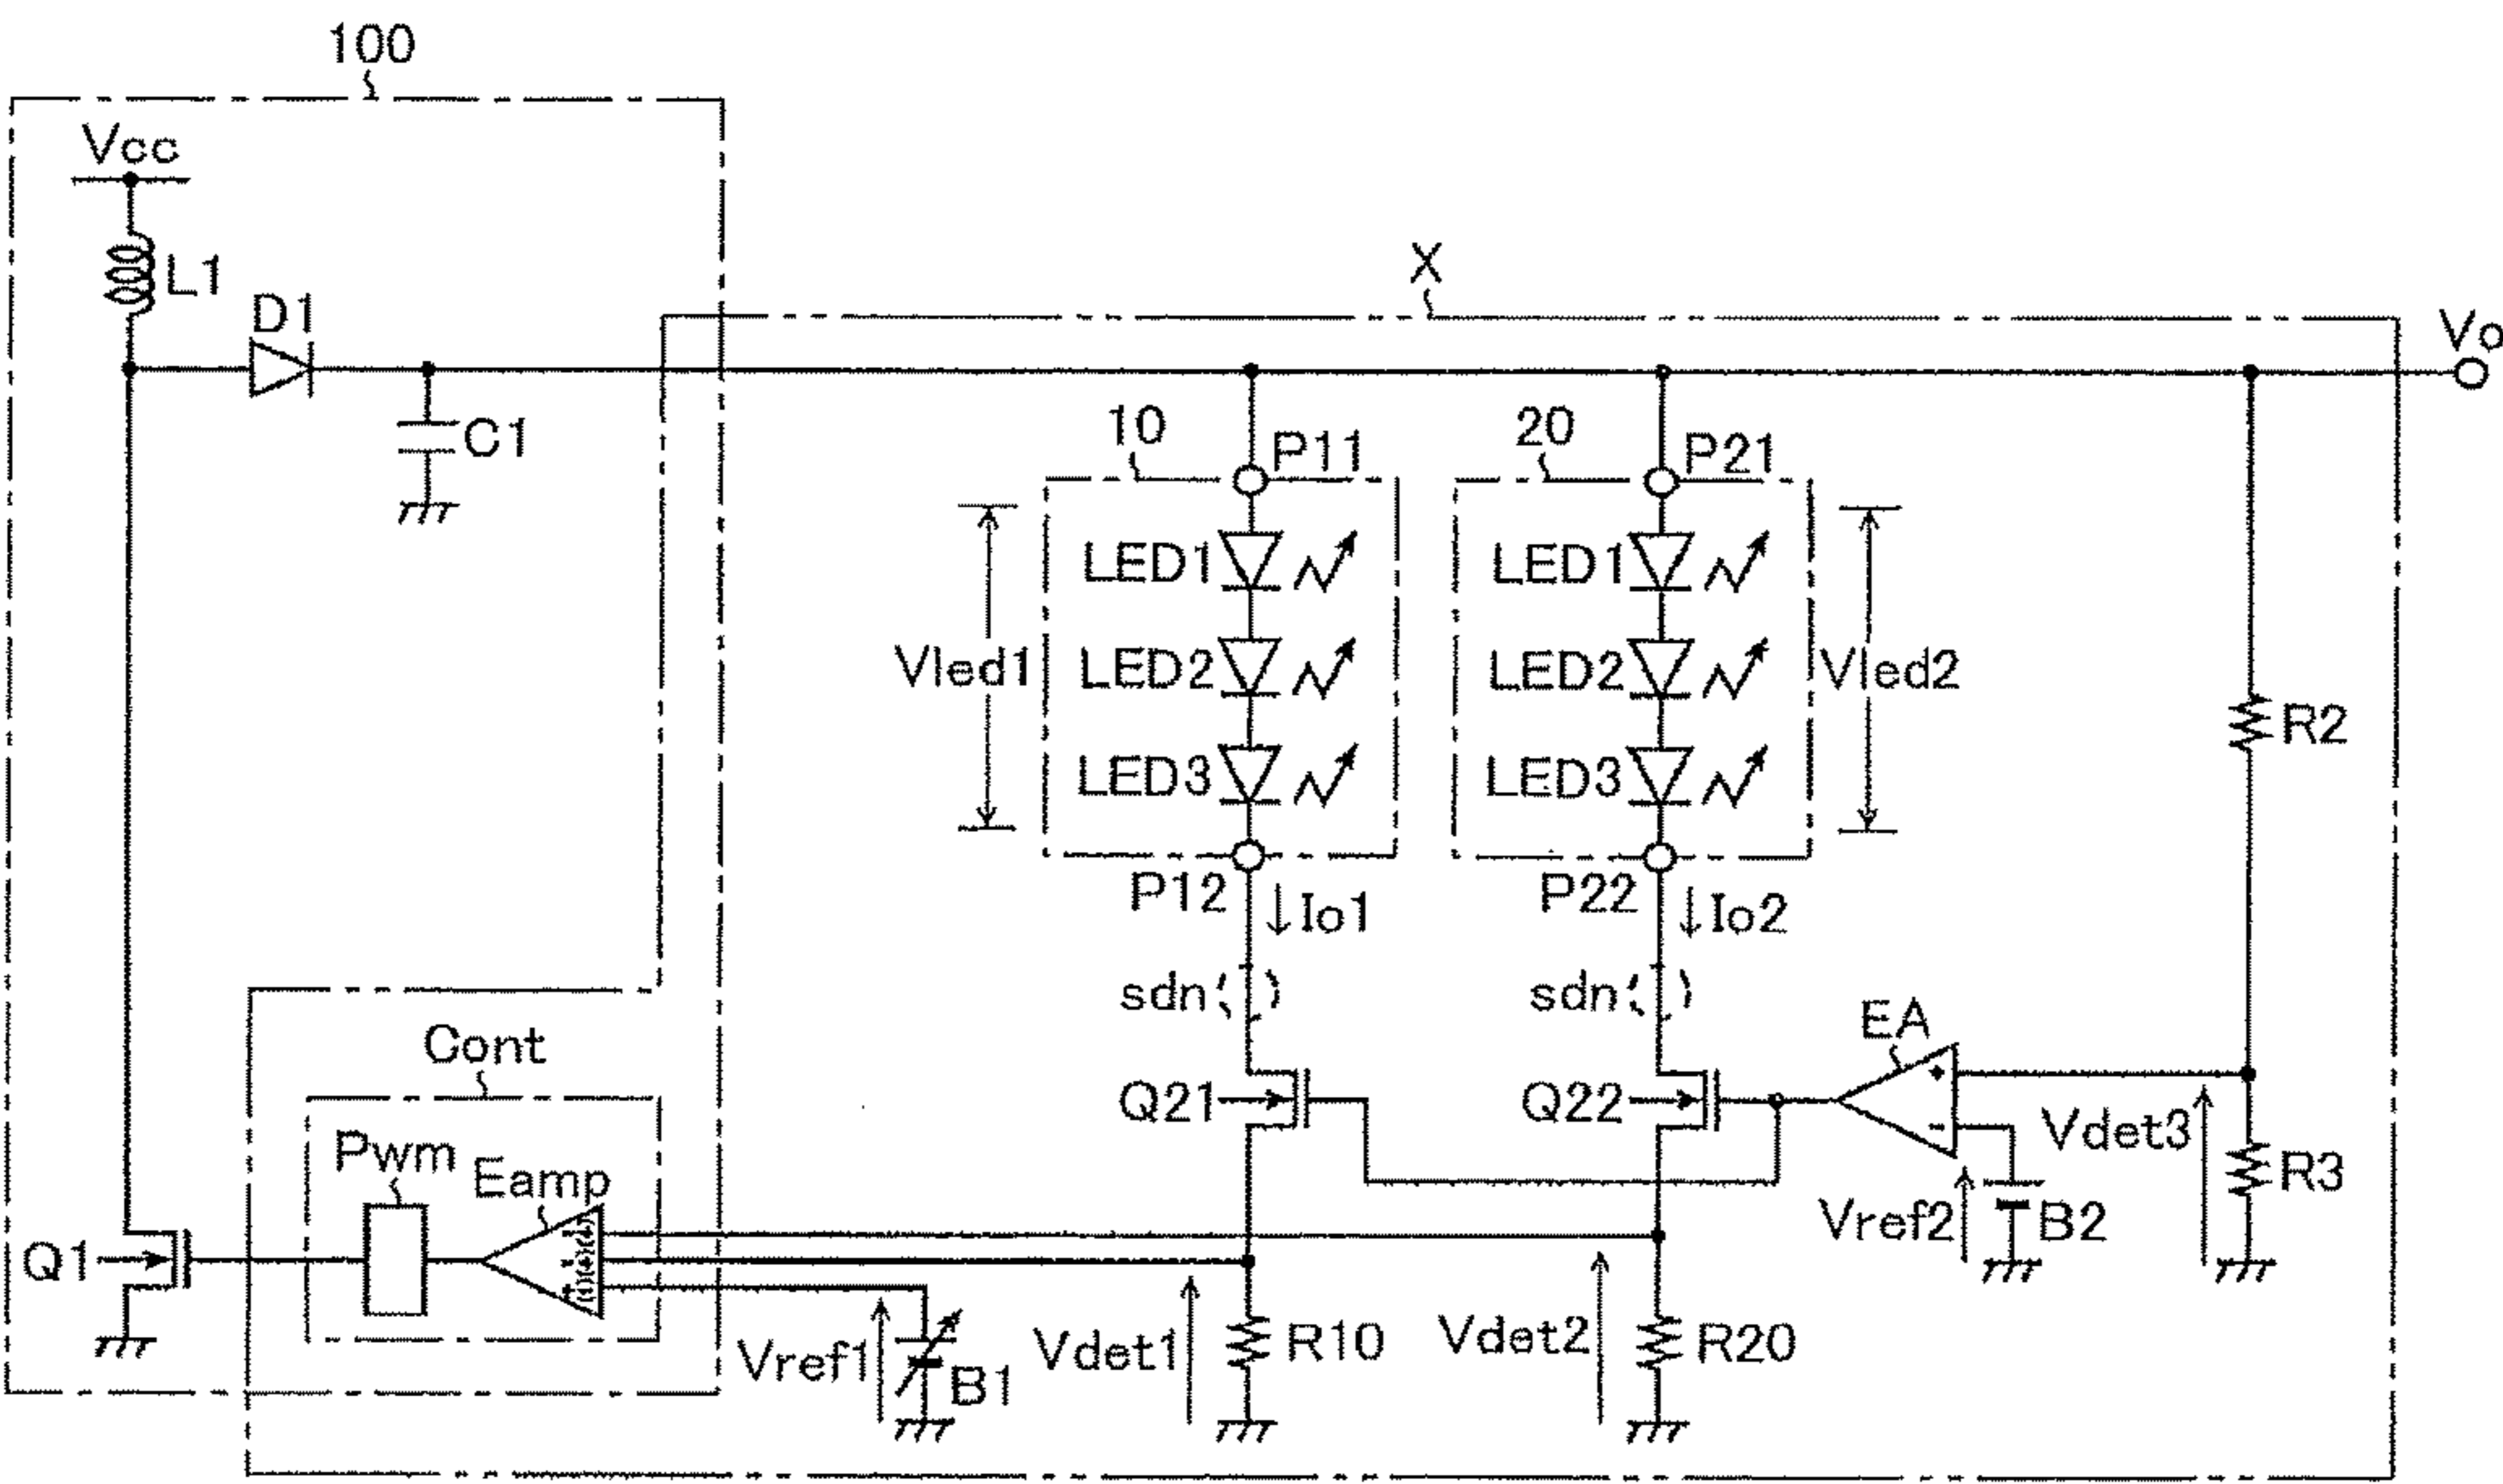 100
Vcc
L1
D1
C1
X
Vo
10
P11
20
P21
LED1
LED1
Vled1
LED2
LED2
Vled2
LED3
LED3
R2
P12
Io1
P22
Io2
sdn
sdn
EA
Cont
Q21
Q22
+
-
Vdet3
R3
Pwm
Eamp
Vref2
B2
Q1
Vref1
B1
Vdet1
R10
Vdet2
R20